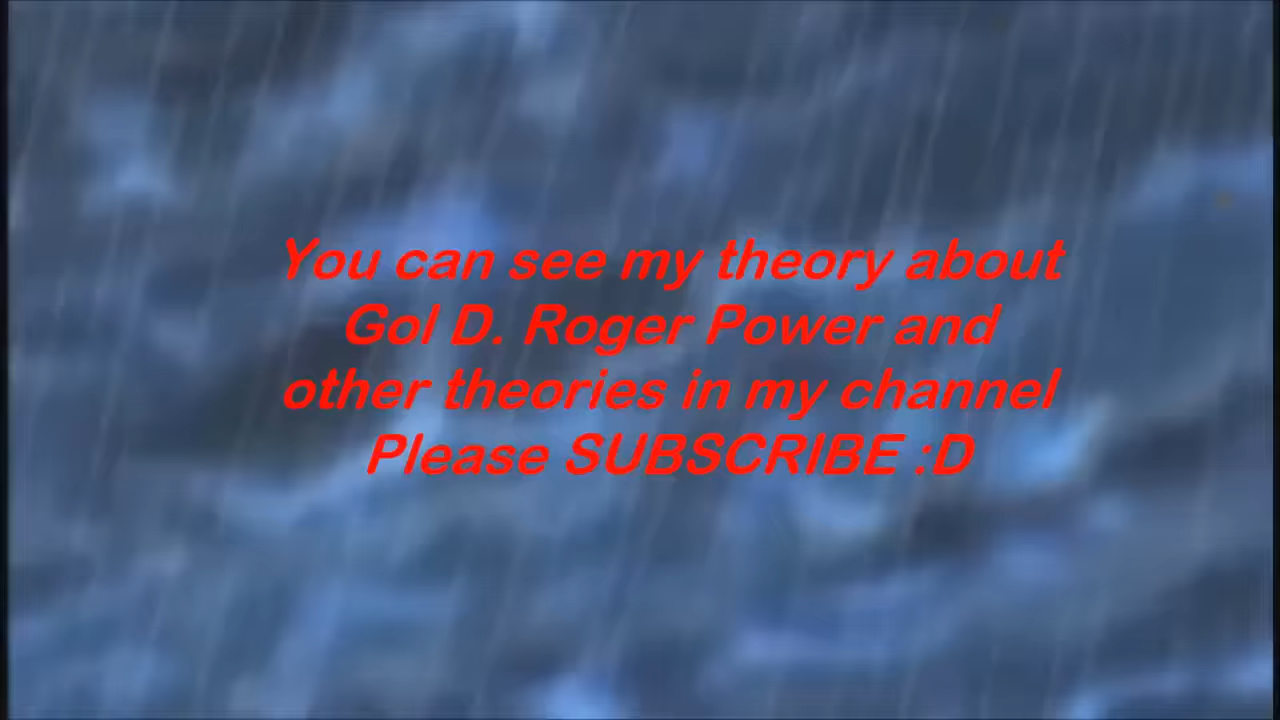 You can see my theory about
Gol D. Roger Power and
other theories in my channel
Please SUBSCRIBE :D